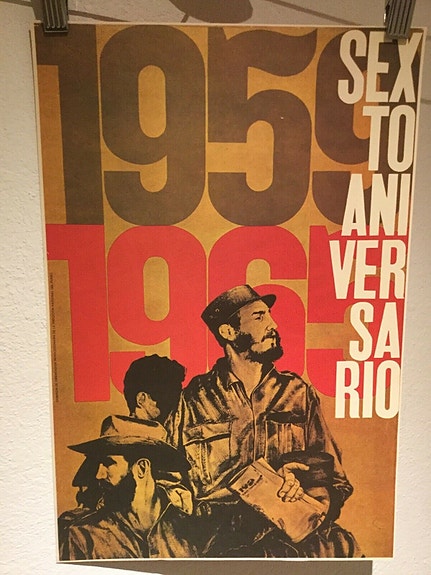 1959
1965
SEX
TO
ANI
VER
SA
RIO